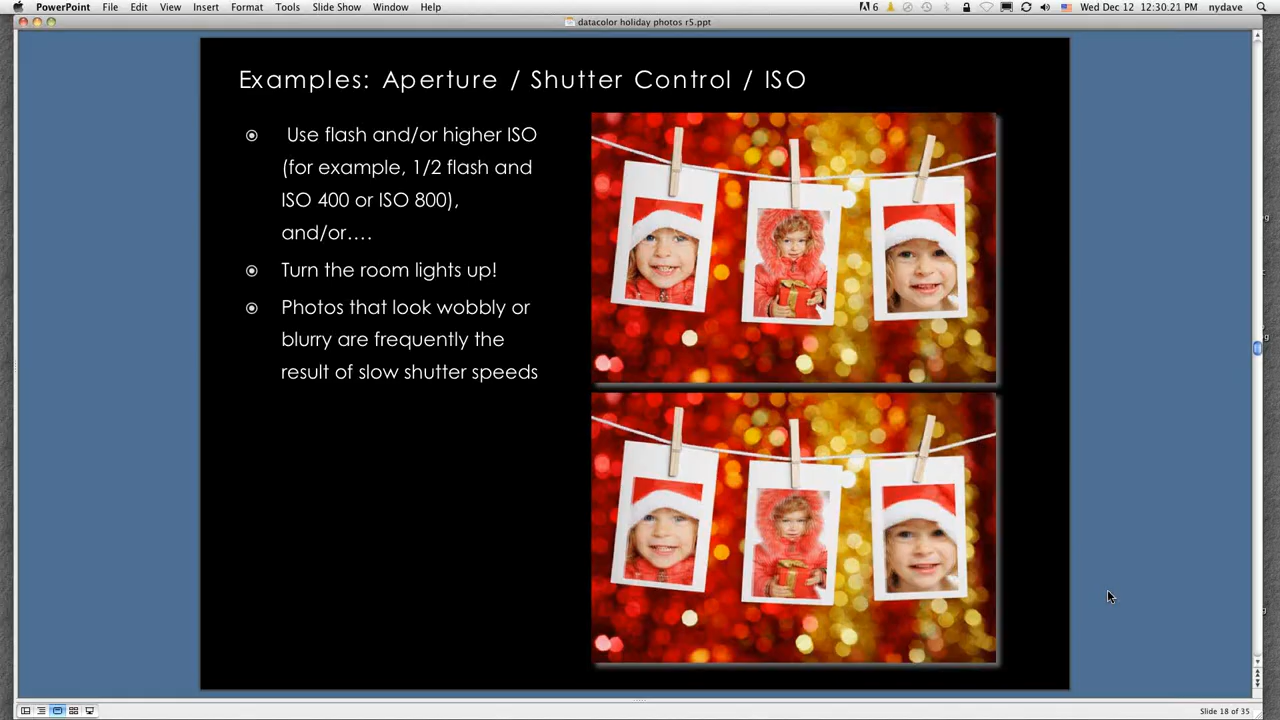 PowerPoint File Edit View Insert Format Tools Slide Show Window Help 6 Wed Dec 12 12:30.21 PM nydave
datacolor holiday photos r5.ppt
Examples: Aperture / Shutter Control / ISO
Use flash and/or higher ISO
(for example, 1/2 flash and
ISO 400 or ISO 800),
and/or....
Turn the room lights up!
Photos that look wobbly or
blurry are frequently the
result of slow shutter speeds
Slide 18 of 35